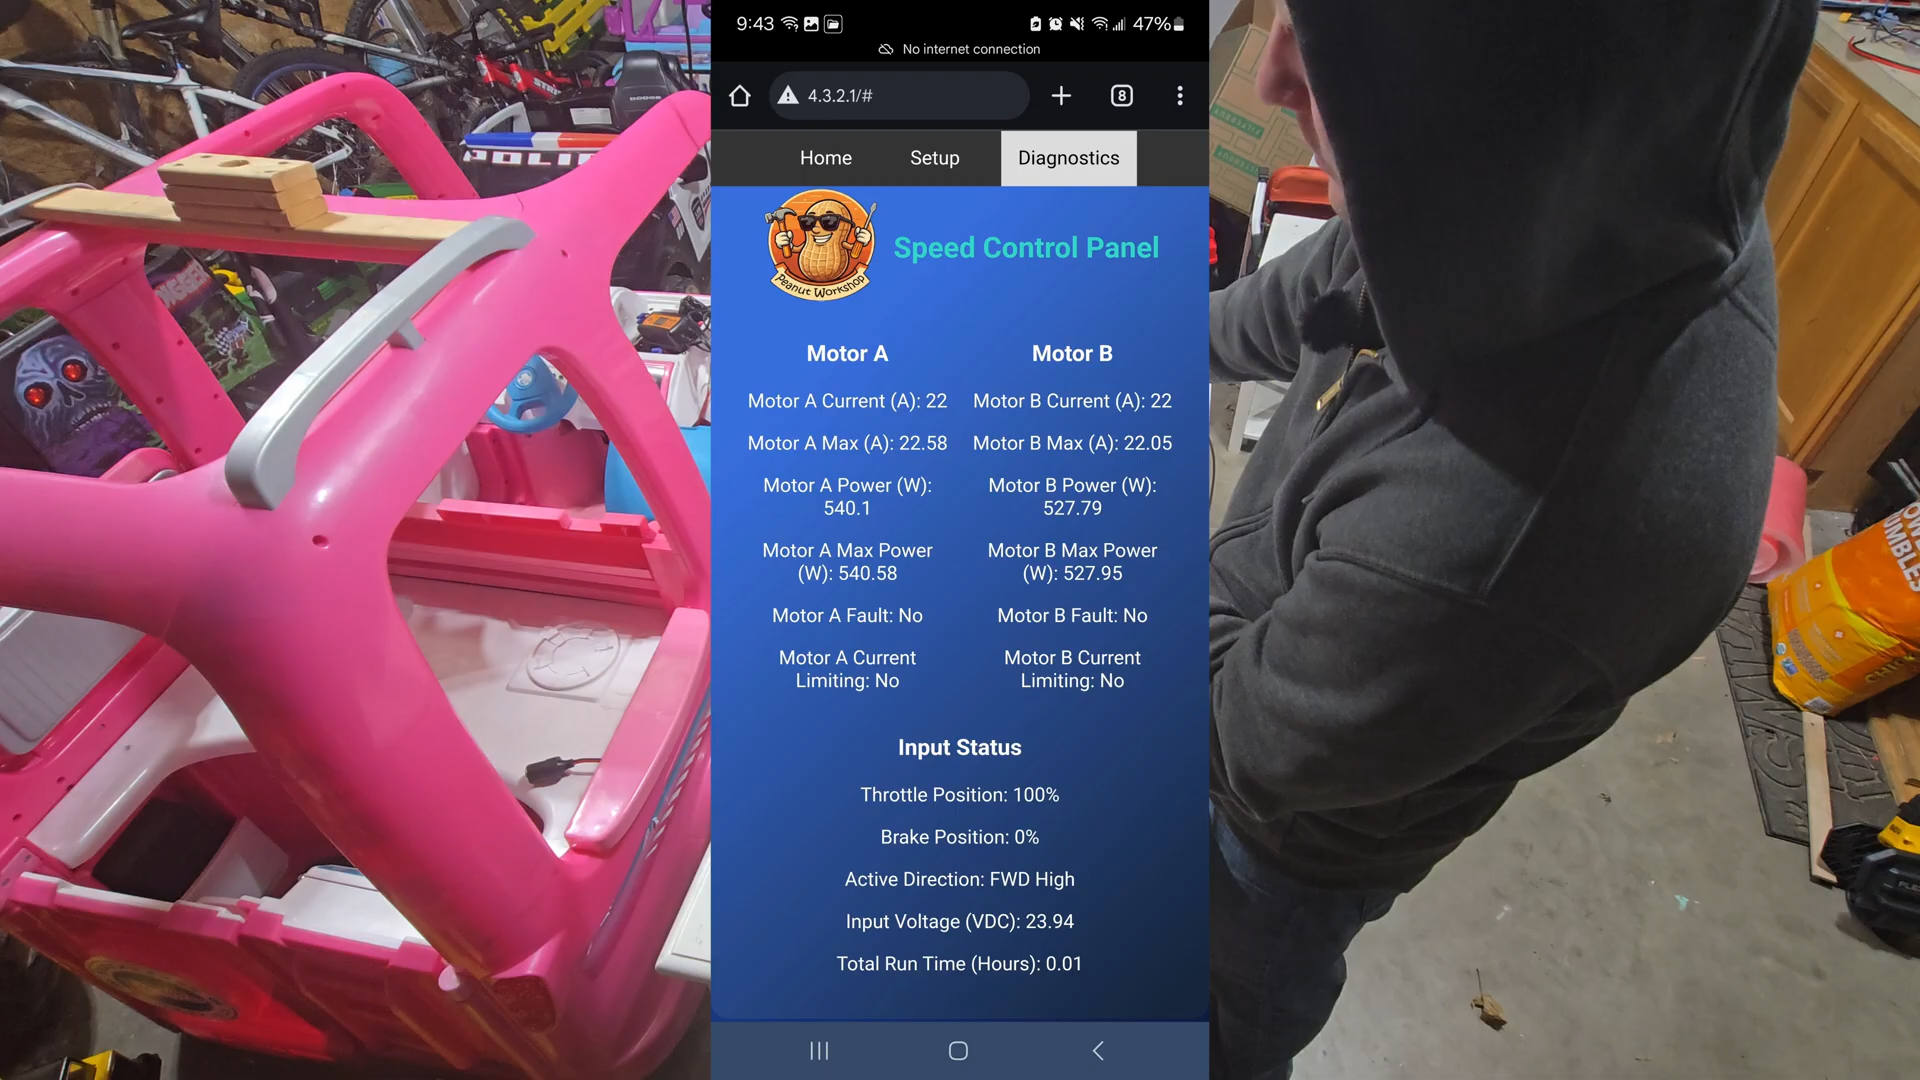 9:43
47%
No internet connection
4.3.2.1/#
8
Home
Setup
Diagnostics
Peanut Workshop
Speed Control Panel
Motor A
Motor A Current (A): 22
Motor A Max (A): 22.58
Motor A Power (W):
540.1
Motor A Max Power
(W): 540.58
Motor A Fault: No
Motor A Current
Limiting: No
Motor B
Motor B Current (A): 22
Motor B Max (A): 22.05
Motor B Power (W):
527.79
Motor B Max Power
(W): 527.95
Motor B Fault: No
Motor B Current
Limiting: No
Input Status
Throttle Position: 100%
Brake Position: 0%
Active Direction: FWD High
Input Voltage (VDC): 23.94
Total Run Time (Hours): 0.01
DODGE